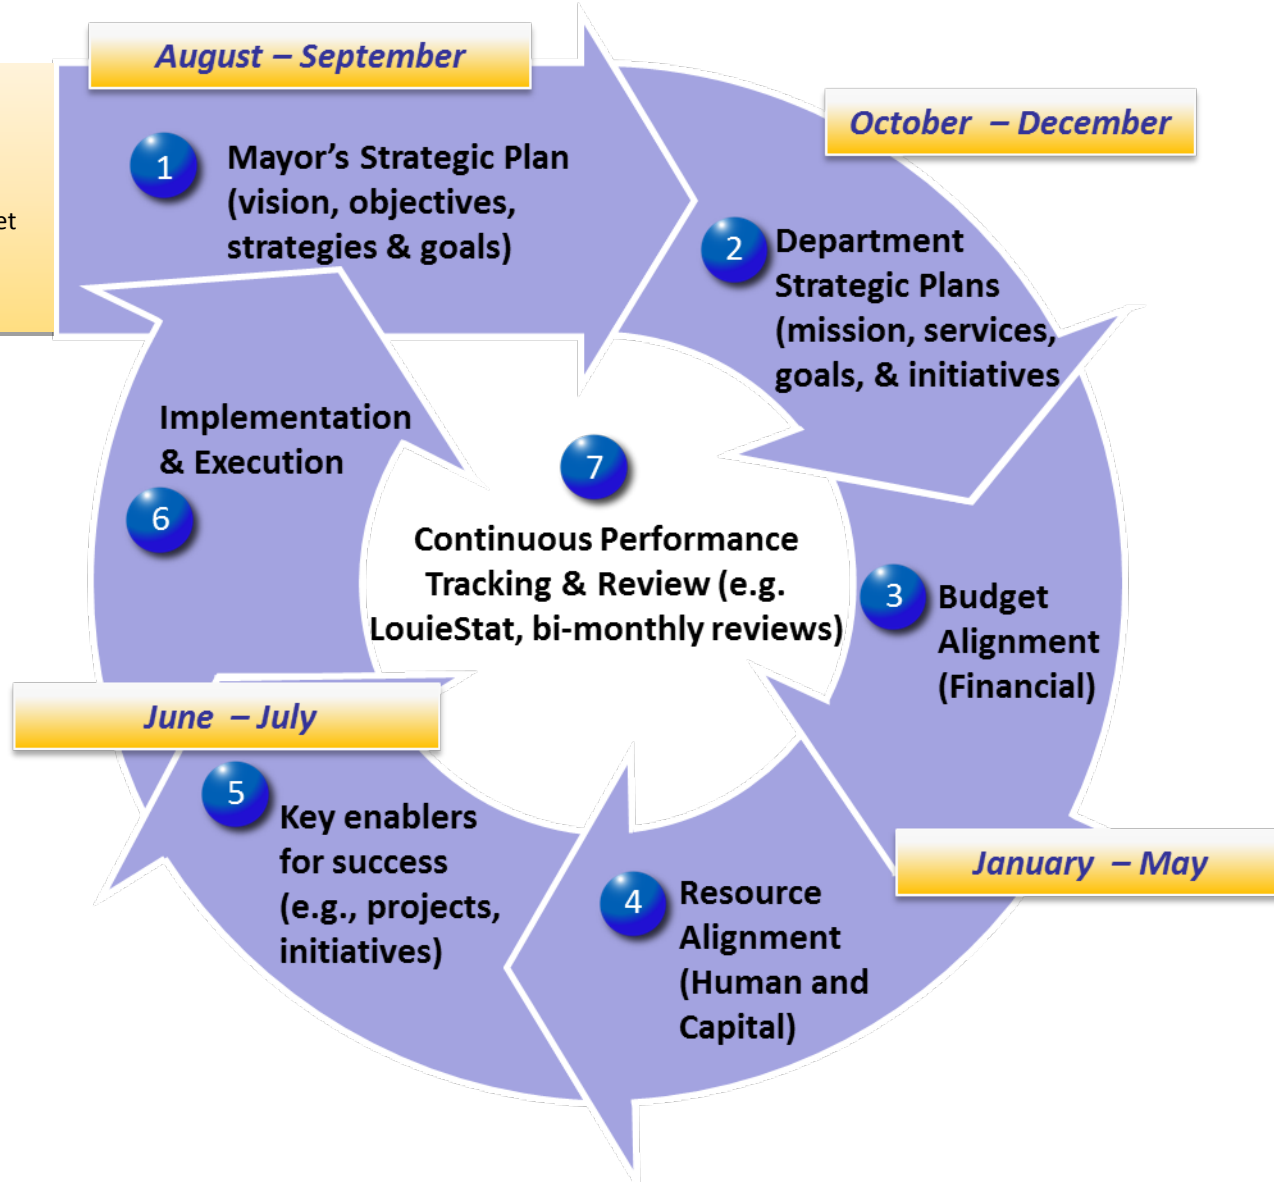 August – September
October – December
et
1
Mayor’s Strategic Plan
(vision, objectives,
strategies & goals)
2
Department
Strategic Plans
(mission, services,
goals, & initiatives
Implementation
& Execution
6
7
Continuous Performance
Tracking & Review (e.g.
LouieStat, bi-monthly reviews)
3
Budget
Alignment
(Financial)
June – July
January – May
5
Key enablers
for success
(e.g., projects,
initiatives)
4
Resource
Alignment
(Human and
Capital)